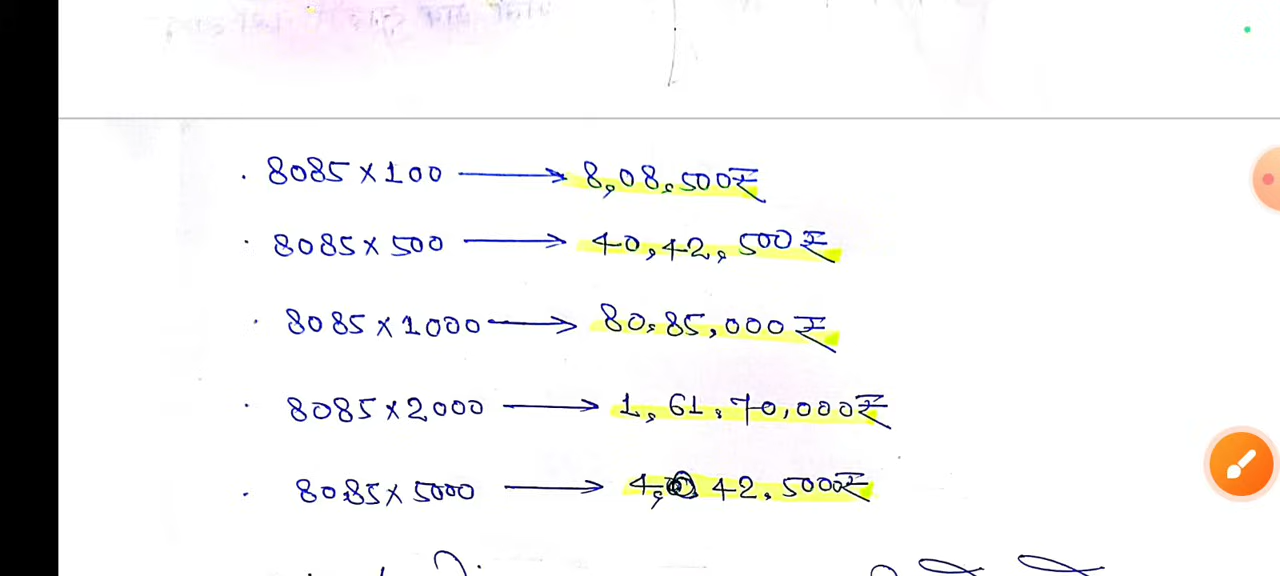 . 8085 × 100 → 8,08,500₹
. 8085 × 500 → 40,42,500₹
. 8085 × 1000 → 80,85,000₹
. 8085 × 2000 → 1,61,70,000₹
. 8085 × 5000 → 4,0 42,5000₹